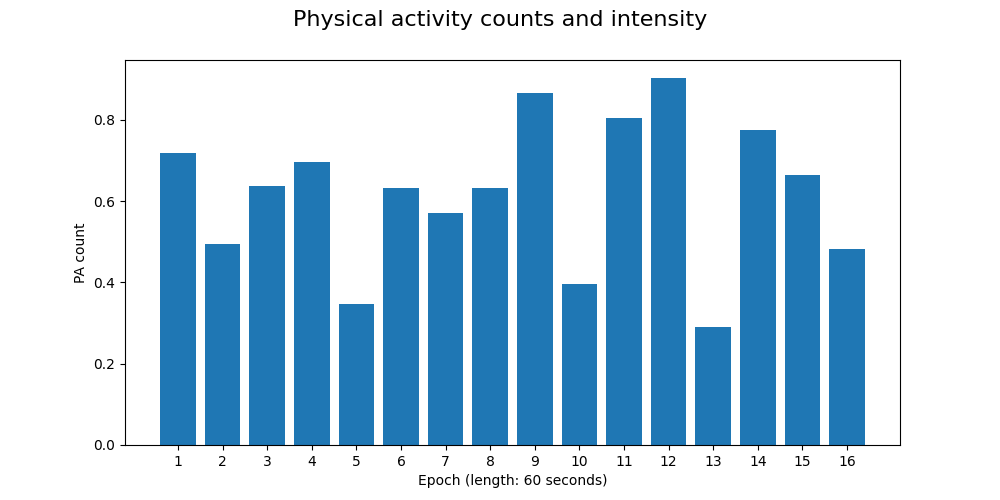 Physical activity counts and intensity
0.8
0.6
0.4
0.2
0.0
PA count
1 2 3 4 5 6 7 8 9 10 11 12 13 14 15 16
Epoch (length: 60 seconds)